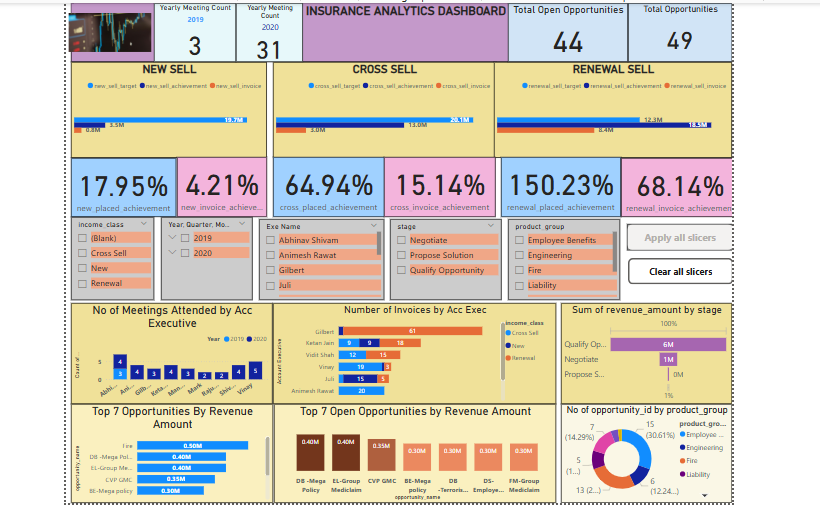 Yearly Meeting Count
2019
3
Yearly Meeting
Count
2020
31
INSURANCE ANALYTICS DASHBOARD
Total Open Opportunities
44
Total Opportunities
49
NEW SELL
new_sell_target new_sell_achievement new_sell_invoice
19.7M
3.5M
0.8M
CROSS SELL
cross_sell_target cross_sell_achievement cross_sell_invoice
20.1M
13.0M
3.0M
RENEWAL SELL
renewal_sell_target renewal_sell_achievement renewal_sell_invoice
12.3M
18.5M
8.4M
17.95%
new_placed_achievement
4.21%
new_invoice_achieve...
64.94%
cross_placed_achievement
15.14%
cross_invoice_achievement
150.23%
renewal_placed_achievement
68.14%
renewal_invoice_achievemen
income_class
(Blank)
Cross Sell
New
Renewal
Year, Quarter, Mo...
2019
2020
Exe Name
Abhinav Shivam
Animesh Rawat
Gilbert
Juli
stage
Negotiate
Propose Solution
Qualify Opportunity
product_group
Employee Benefits
Engineering
Fire
Liability
Apply all slicers
Clear all slicers
No of Meetings Attended by Acc
Executive
Year 2019 2020
Count of
5
0
4
3
4
3
3
4
3
2
2
4
5
Abhi... Ani... Gilb... Keta... Man... Mark Raju... Shiv... Vinay
Number of Invoices by Acc Exec
Account Executive
Gilbert 61
Ketan Jain 9 9 18
Vidit Shah 12 15
Vinay 19 3
Juli 15 5
Animesh Rawat 20
income_class
Cross Sell
New
Renewal
Sum of revenue_amount by stage
100%
Qualify Op... 6M
Negotiate 1M
Propose S... 0M
1%
Top 7 Opportunities By Revenue
Amount
opportunity_name
Fire 0.50M
DB -Mega Pol... 0.40M
EL-Group Me... 0.40M
CVP GMC 0.35M
BE-Mega policy 0.30M
Top 7 Open Opportunities by Revenue Amount
0.40M 0.40M 0.35M 0.30M 0.30M 0.30M 0.30M
DB -Mega
Policy
EL-Group
Mediclaim
CVP GMC
BE-Mega
policy
DB
-Terroris...
DS-
Employe...
FM-Group
Mediclaim
opportunity_name
No of opportunity_id by product_group
7
(14.29%)
15
(30.61%)
5
(1...)
13 (2...)
6
(12.24...)
product_gro...
Employee ...
Engineering
Fire
Liability